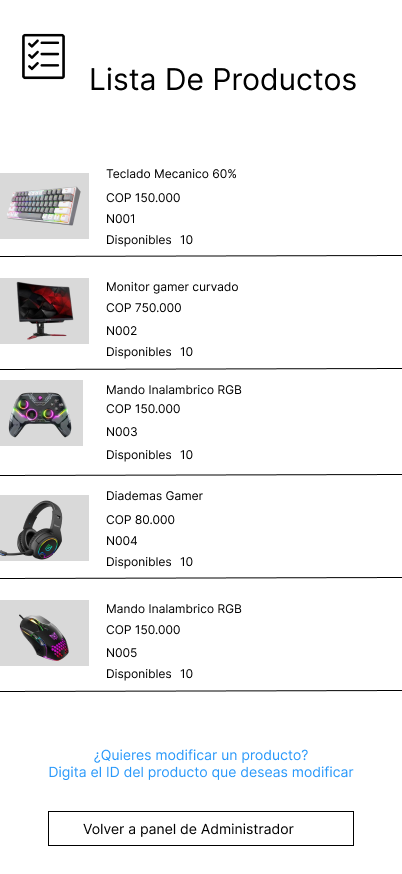 Lista De Productos
Teclado Mecanico 60%
COP 150.000
N001
Disponibles 10
Monitor gamer curvado
COP 750.000
N002
Disponibles 10
Mando Inalambrico RGB
COP 150.000
N003
Disponibles 10
Diademas Gamer
COP 80.000
N004
Disponibles 10
Mando Inalambrico RGB
COP 150.000
N005
Disponibles 10
¿Quieres modificar un producto?
Digita el ID del producto que deseas modificar
Volver a panel de Administrador